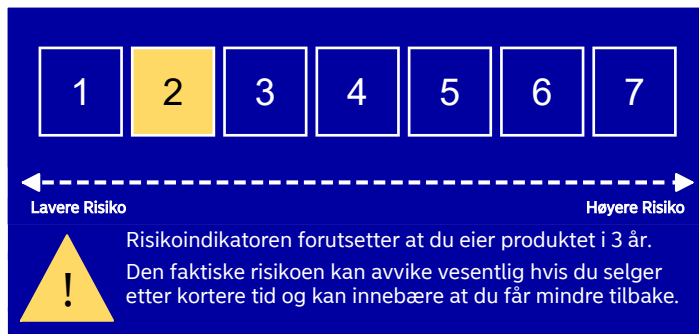 1 2 3 4 5 6 7
Lavere Risiko Høyere Risiko
Risikoindikatoren forutsetter at du eier produktet i 3 år.
Den faktiske risikoen kan avvike vesentlig hvis du selger
! etter kortere tid og kan innebære at du får mindre tilbake.